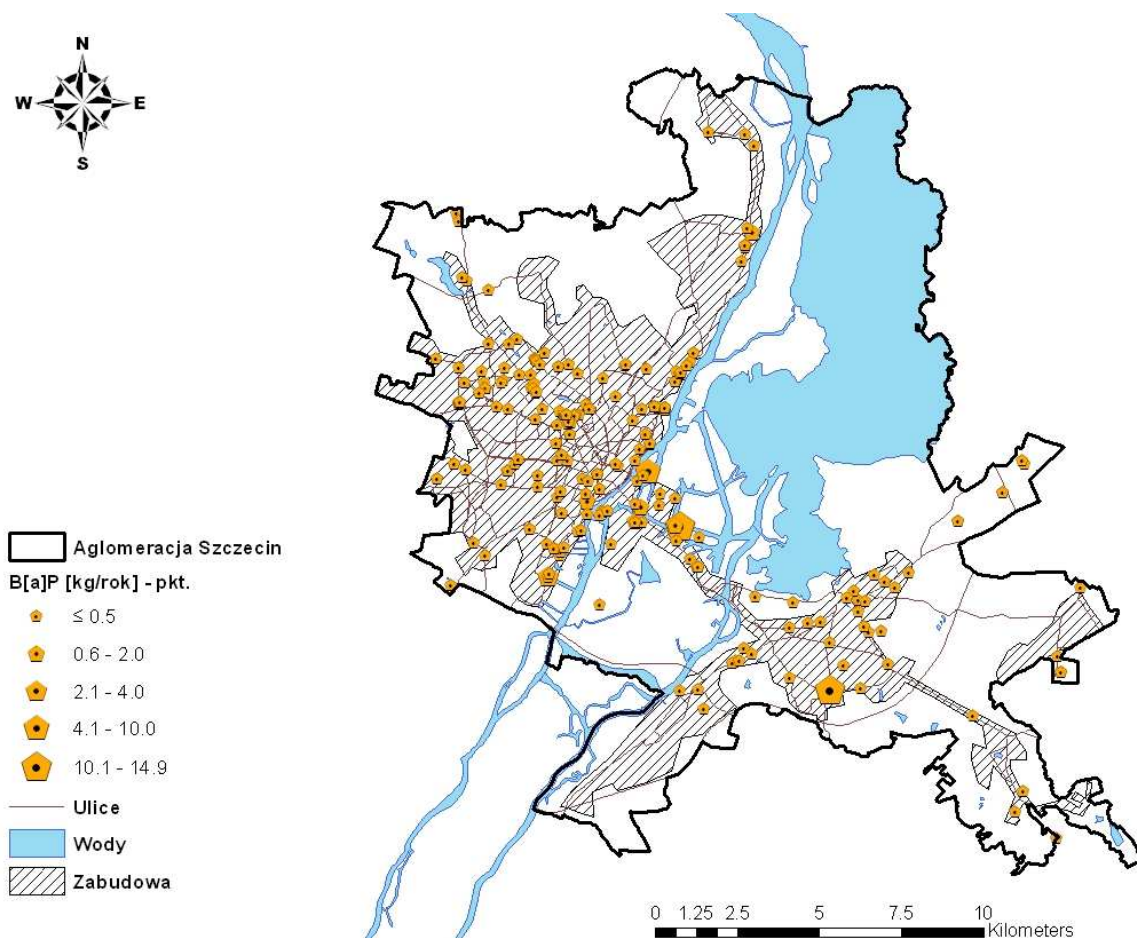 N
W E
S
Aglomeracja Szczecin
B[a]P [kg/rok] - pkt.
≤ 0.5
0.6 - 2.0
2.1 - 4.0
4.1 - 10.0
10.1 - 14.9
Ulice
Wody
Zabudowa
0 1.25 2.5 5 7.5 10
Kilometers